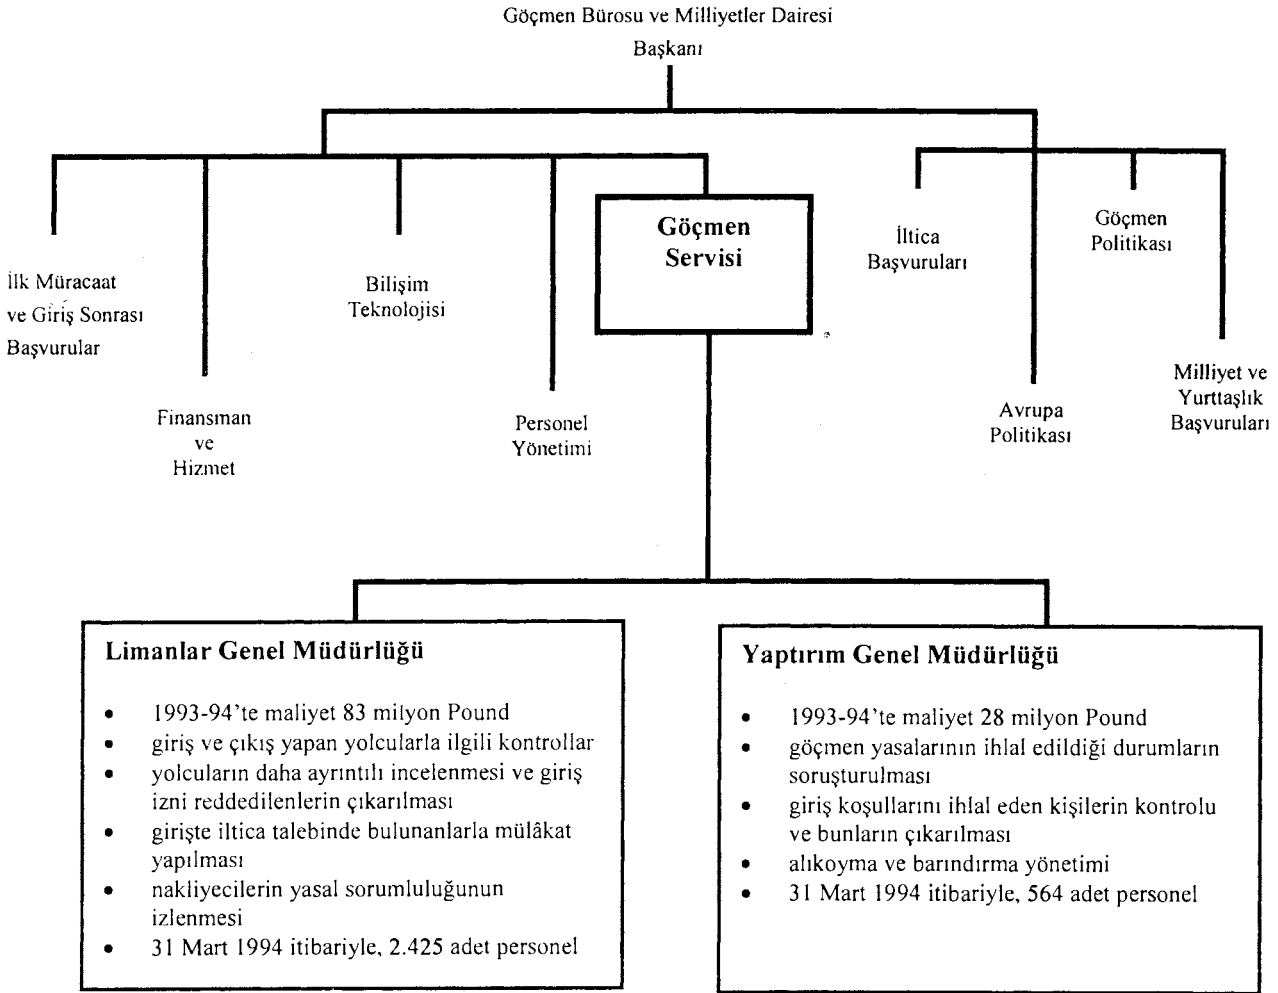 Göçmen Bürosu ve Milliyetler Dairesi
Başkanı
İlk Müracaat
ve Giriş Sonrası
Başvurular
Finansman
ve
Hizmet
Bilişim
Teknolojisi
Personel
Yönetimi
Göçmen
Servisi
İltica
Başvuruları
Avrupa
Politikası
Göçmen
Politikası
Milliyet ve
Yurttaşlık
Başvuruları
Limanlar Genel Müdürlüğü
• 1993-94’te maliyet 83 milyon Pound
• giriş ve çıkış yapan yolcularla ilgili kontrollar
• yolcuların daha ayrıntılı incelenmesi ve giriş
izni reddedilenlerin çıkarılması
• girişte iltica talebinde bulunanlarla mülâkat
yapılması
• nakliyecilerin yasal sorumluluğunun
izlenmesi
• 31 Mart 1994 itibariyle, 2.425 adet personel
Yaptırım Genel Müdürlüğü
• 1993-94’te maliyet 28 milyon Pound
• göçmen yasalarının ihlal edildiği durumların
soruşturulması
• giriş koşullarını ihlal eden kişilerin kontrolu
ve bunların çıkarılması
• alıkoyma ve barındırma yönetimi
• 31 Mart 1994 itibariyle, 564 adet personel